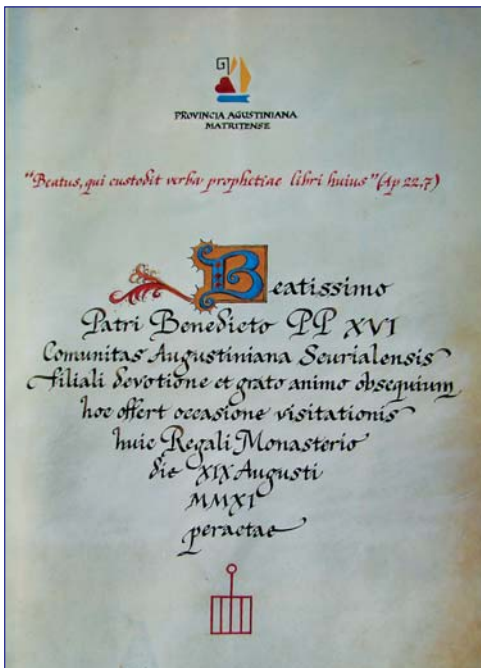 PROVINCIA AGUSTINIANA
MATRITENSE
"Beatus, qui custodit verba prophetiae libri huius" (Ap 22,7)
Beatissimo
Patri Benedicto PP XVI
Comunitas Augustiniana Scurialensis
filiali devotione et grato animo obsequium
hoc offert occasione visitationis
huic Regali Monasterio
die XIX Augusti
MMXI
peractae